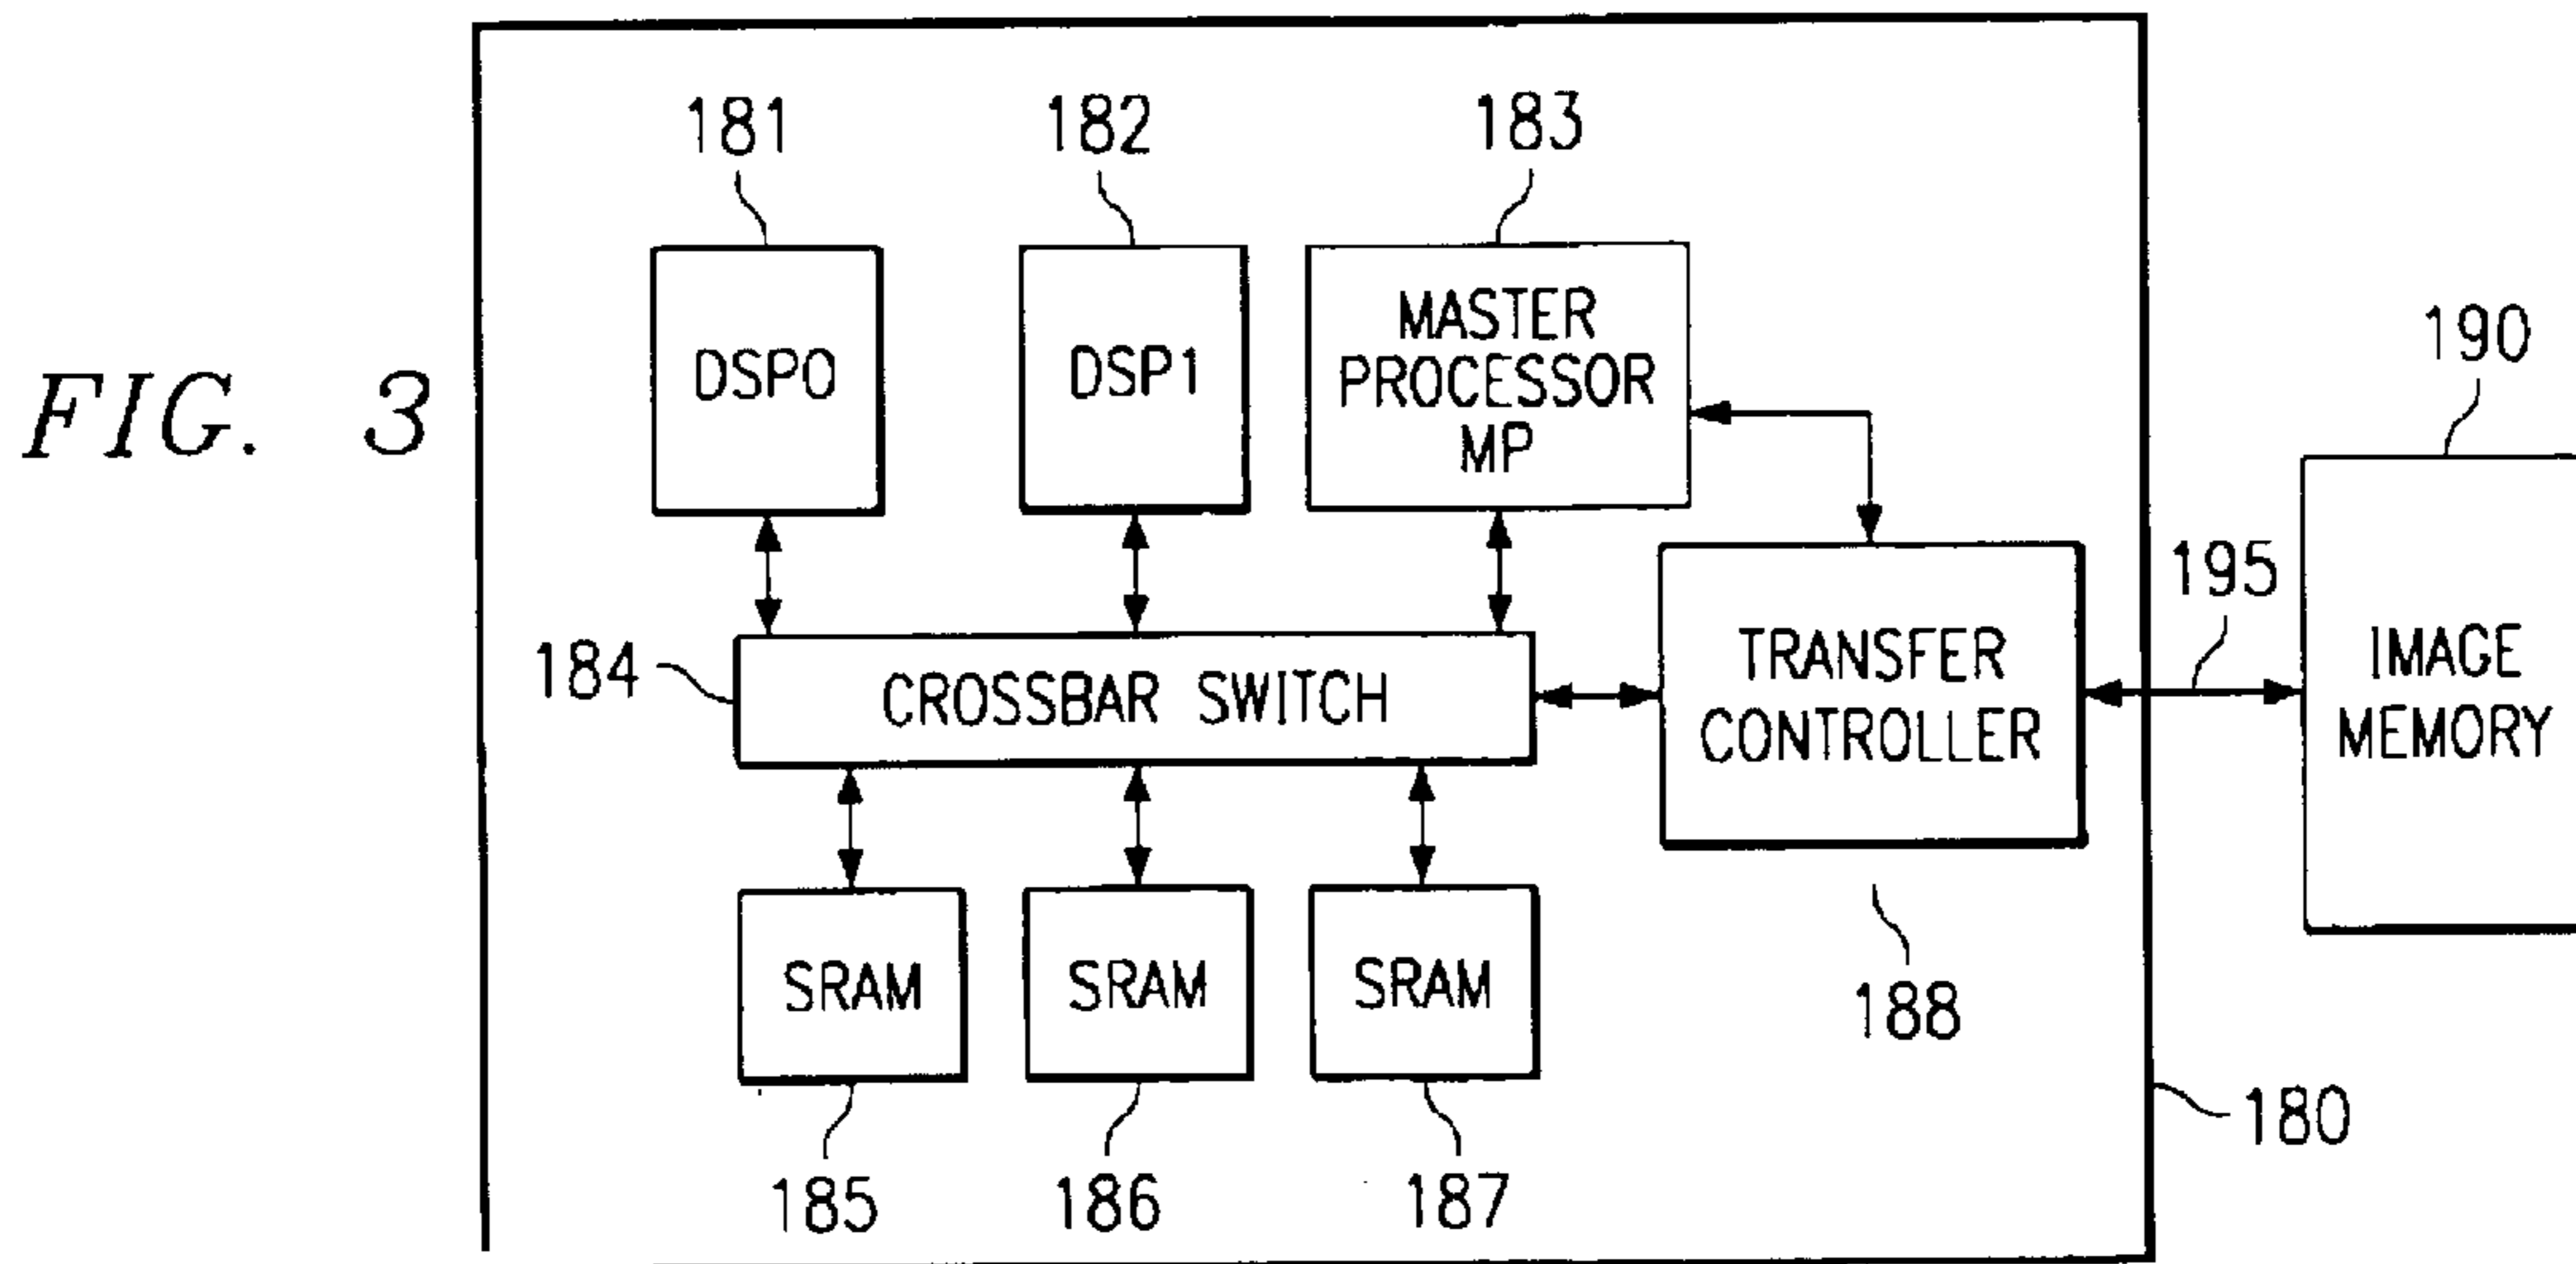 FIG. 3
181
182
183
DSP0
DSP1
MASTER
PROCESSOR
MP
190
195
184
CROSSBAR SWITCH
TRANSFER
CONTROLLER
IMAGE
MEMORY
SRAM
SRAM
SRAM
188
180
185
186
187